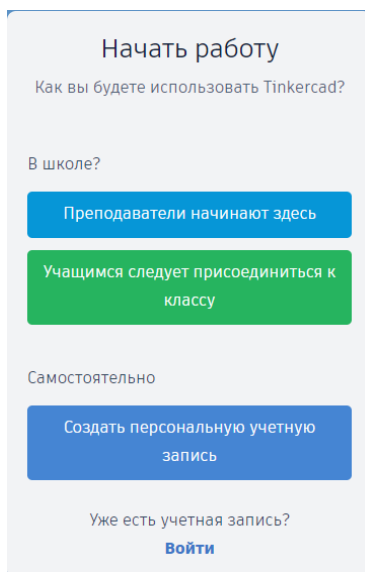 Начать работу
Как вы будете использовать Tinkercad?
В школе?
Преподаватели начинают здесь
Учащимся следует присоединиться к
классу
Самостоятельно
Создать персональную учетную
запись
Уже есть учетная запись?
Войти